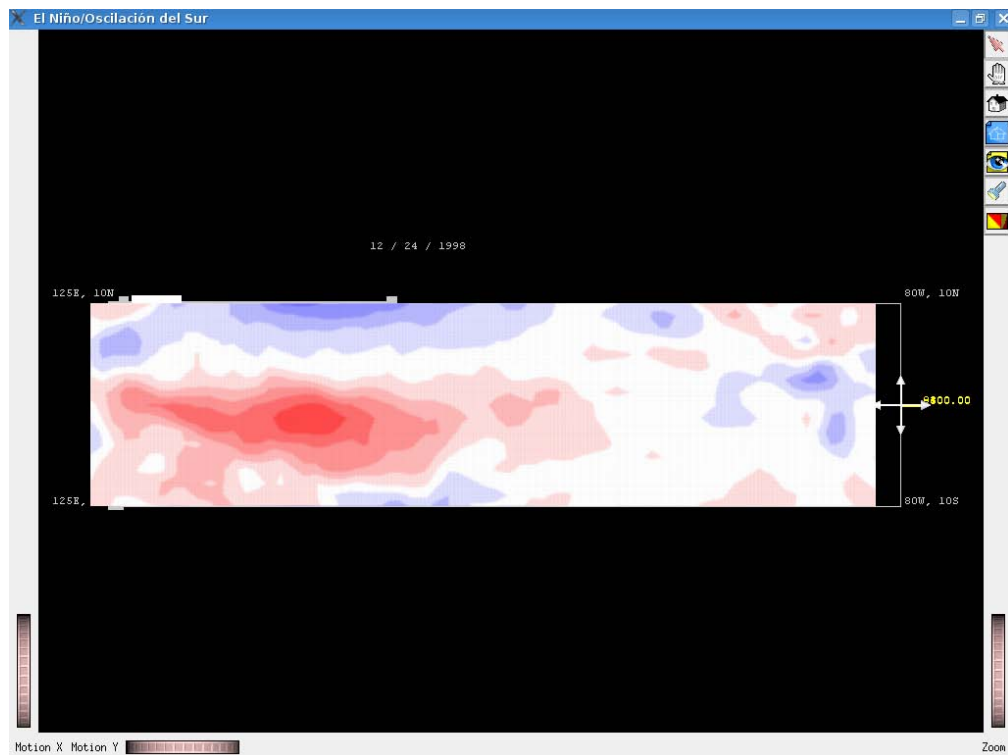 El Niño/Oscilación del Sur
12 / 24 / 1998
125E, 10N
80W, 10N
125E,
80W, 10S
Motion X Motion Y
Zoom